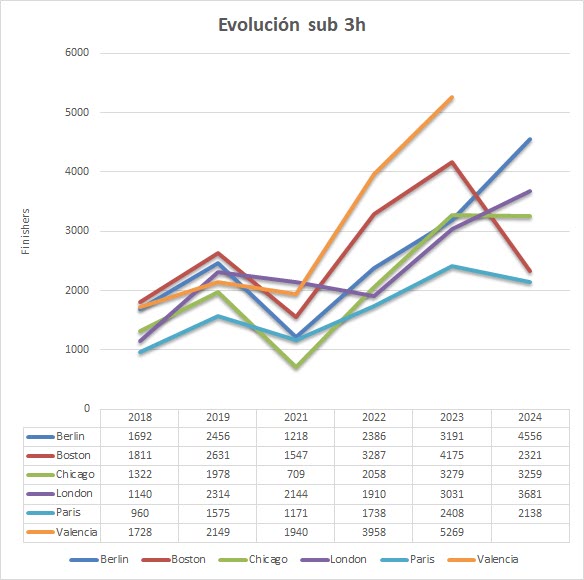 Evolución sub 3h
6000
5000
4000
3000
2000
1000
0
Finishers
2018 2019 2021 2022 2023 2024
Berlin 1692 2456 1218 2386 3191 4556
Boston 1811 2631 1547 3287 4175 2321
Chicago 1322 1978 709 2058 3279 3259
London 1140 2314 2144 1910 3031 3681
Paris 960 1575 1171 1738 2408 2138
Valencia 1728 2149 1940 3958 5269
Berlin Boston Chicago London Paris Valencia